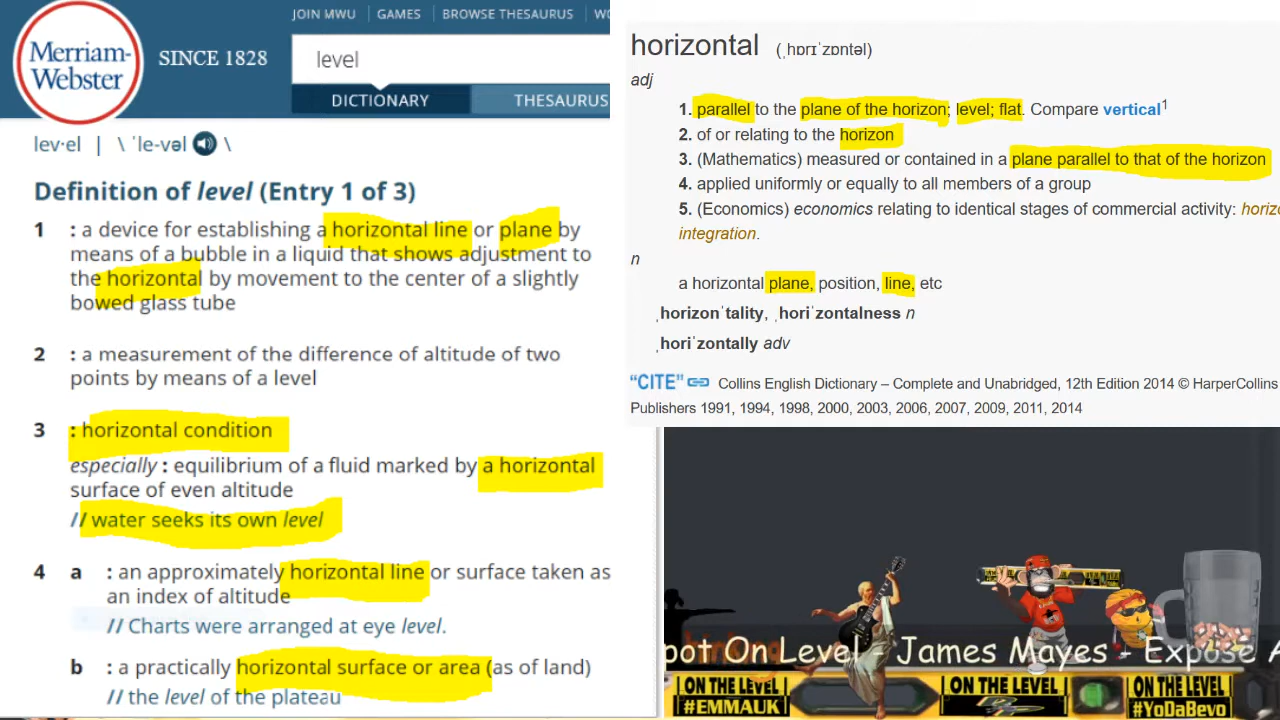 JOIN MWU GAMES BROWSE THESAURUS
Merriam-
Webster
SINCE 1828
level
DICTIONARY THESAURUS
lev·el | \ ˈle-vəl \
Definition of level (Entry 1 of 3)
1 : a device for establishing a horizontal line or plane by
means of a bubble in a liquid that shows adjustment to
the horizontal by movement to the center of a slightly
bowed glass tube
2 : a measurement of the difference of altitude of two
points by means of a level
3 : horizontal condition
especially : equilibrium of a fluid marked by a horizontal
surface of even altitude
// water seeks its own level
4 a : an approximately horizontal line or surface taken as
an index of altitude
// Charts were arranged at eye level.
b : a practically horizontal surface or area (as of land)
// the level of the plateau
horizontal (ˌhɒrɪˈzɒntəl)
adj
1. parallel to the plane of the horizon; level; flat. Compare vertical1
2. of or relating to the horizon
3. (Mathematics) measured or contained in a plane parallel to that of the horizon
4. applied uniformly or equally to all members of a group
5. (Economics) economics relating to identical stages of commercial activity:
integration.
n
a horizontal plane, position, line, etc
ˌhorizonˈtality, ˌhoriˈzontalness n
ˌhoriˈzontally adv
“CITE” Collins English Dictionary – Complete and Unabridged, 12th Edition 2014 © HarperCollins
Publishers 1991, 1994, 1998, 2000, 2003, 2006, 2007, 2009, 2011, 2014
pot On Level - James Mayes - Expose A
ON THE LEVEL
#EMMAUK
ON THE LEVEL
ON THE LEVEL
#YoDaBevo